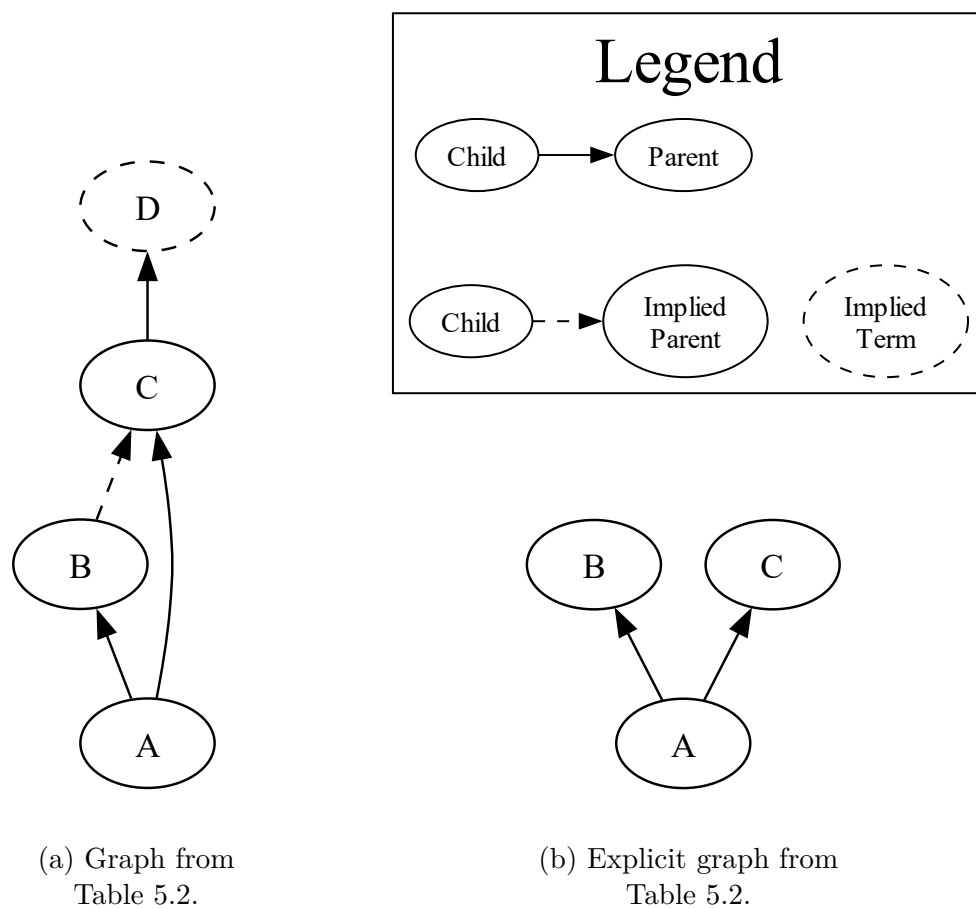 Legend
Child
Parent
Child
Implied
Parent
Implied
Term
D
C
B
A
B
C
A
(a) Graph from
Table 5.2.
(b) Explicit graph from
Table 5.2.